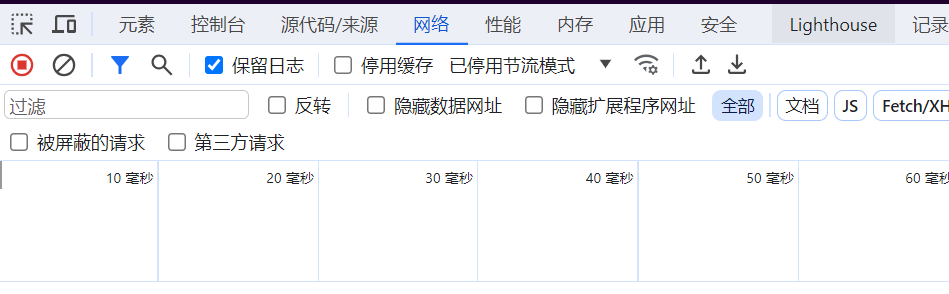 元素 控制台 源代码/来源 网络 性能 内存 应用 安全 Lighthouse 记录
保留日志 停用缓存 已停用节流模式
过滤 反转 隐藏数据网址 隐藏扩展程序网址 全部 文档 JS Fetch/XH
被屏蔽的请求 第三方请求
10 毫秒 20 毫秒 30 毫秒 40 毫秒 50 毫秒 60 毫秒